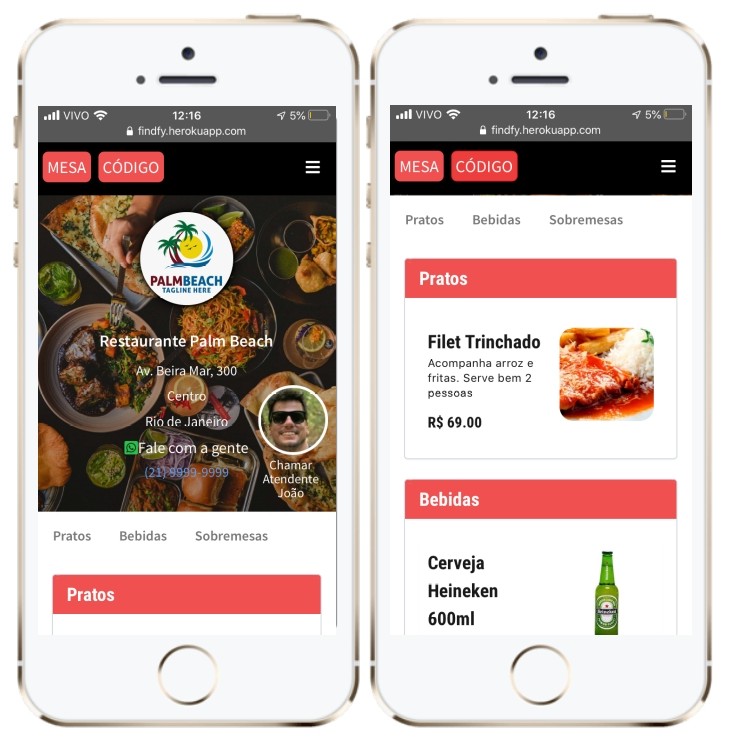 VIVO 12:16 5%
findfy.herokuapp.com
MESA CÓDIGO
PALMBEACH
TAGLINE HERE
Restaurante Palm Beach
Av. Beira Mar, 300
Centro
Rio de Janeiro
Fale com a gente
(21) 9999-9999
Chamar
Atendente
João
Pratos Bebidas Sobremesas
Pratos
VIVO 12:16 5%
findfy.herokuapp.com
MESA CÓDIGO
Pratos Bebidas Sobremesas
Pratos
Filet Trinchado
Acompanha arroz e
fritas. Serve bem 2
pessoas
R$ 69.00
Bebidas
Cerveja
Heineken
600ml
Heineken